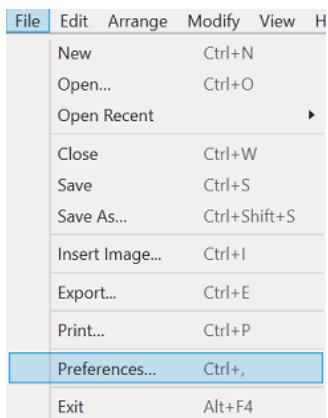 File Edit Arrange Modify View H
New Ctrl+N
Open... Ctrl+O
Open Recent
Close Ctrl+W
Save Ctrl+S
Save As... Ctrl+Shift+S
Insert Image... Ctrl+I
Export... Ctrl+E
Print... Ctrl+P
Preferences... Ctrl+,
Exit Alt+F4